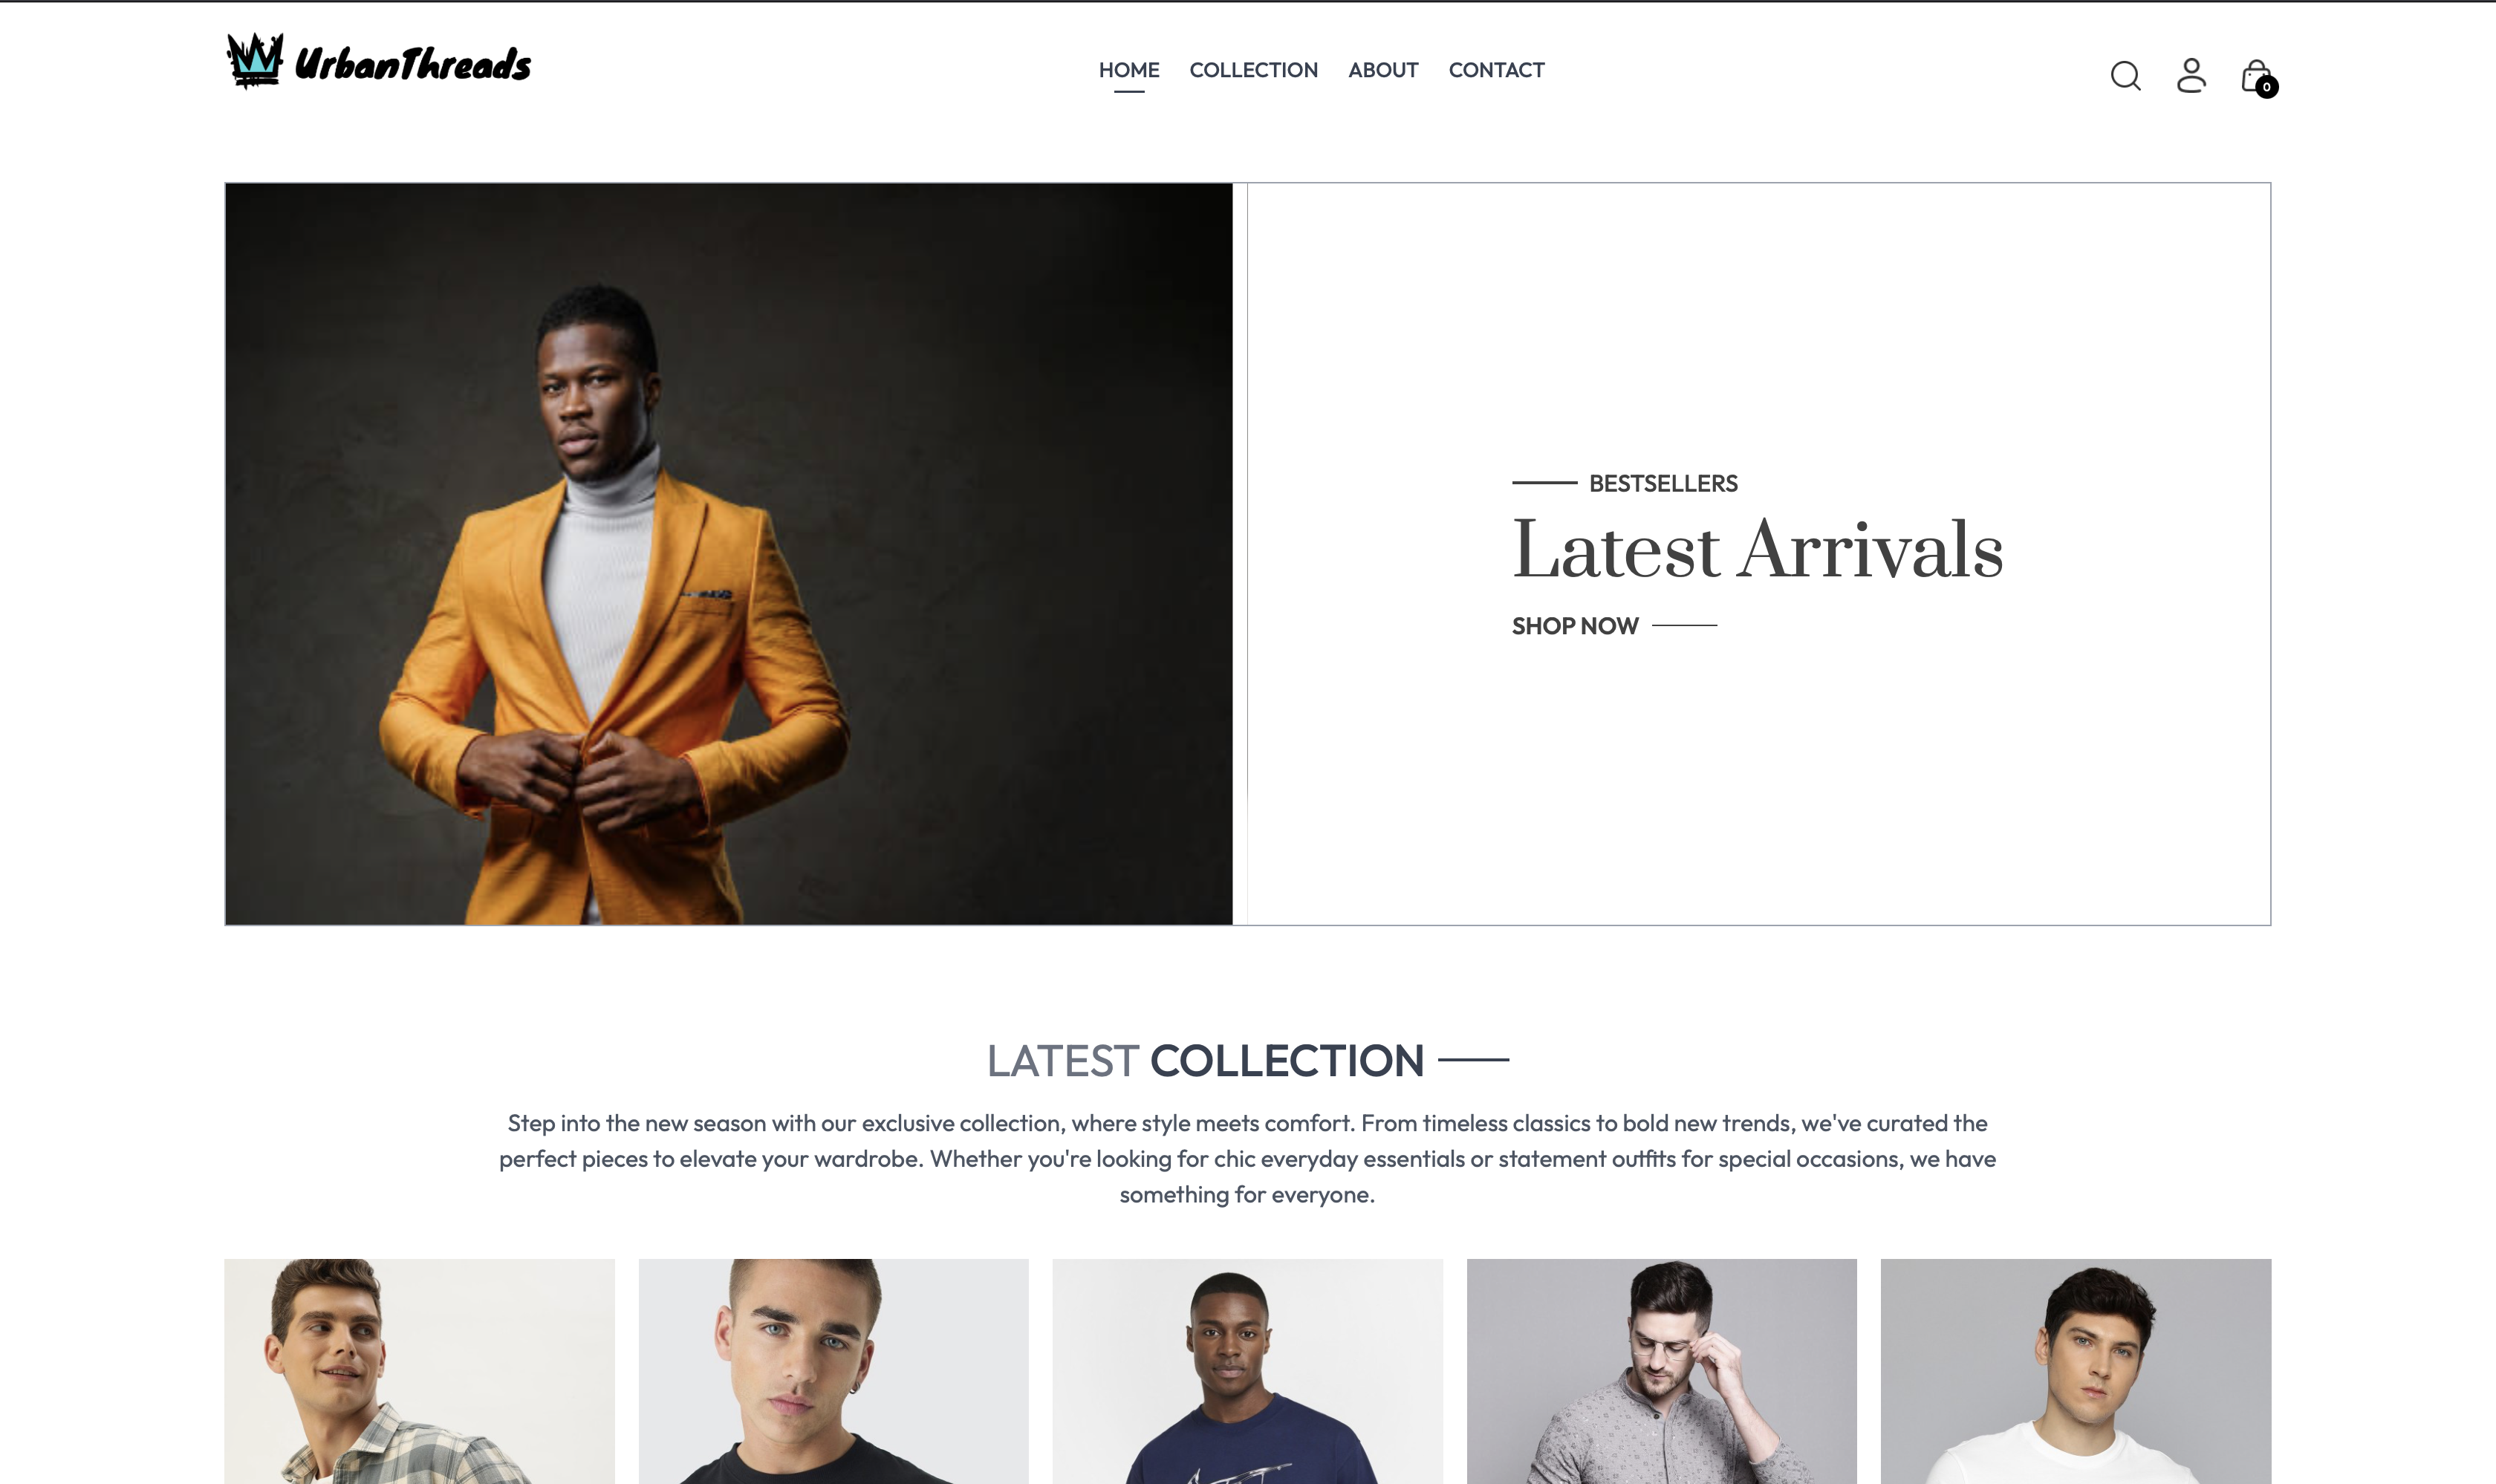 UrbanThreads
HOME COLLECTION ABOUT CONTACT
0
BESTSELLERS
Latest Arrivals
SHOP NOW
LATEST COLLECTION
Step into the new season with our exclusive collection, where style meets comfort. From timeless classics to bold new trends, we've curated the
perfect pieces to elevate your wardrobe. Whether you're looking for chic everyday essentials or statement outfits for special occasions, we have
something for everyone.